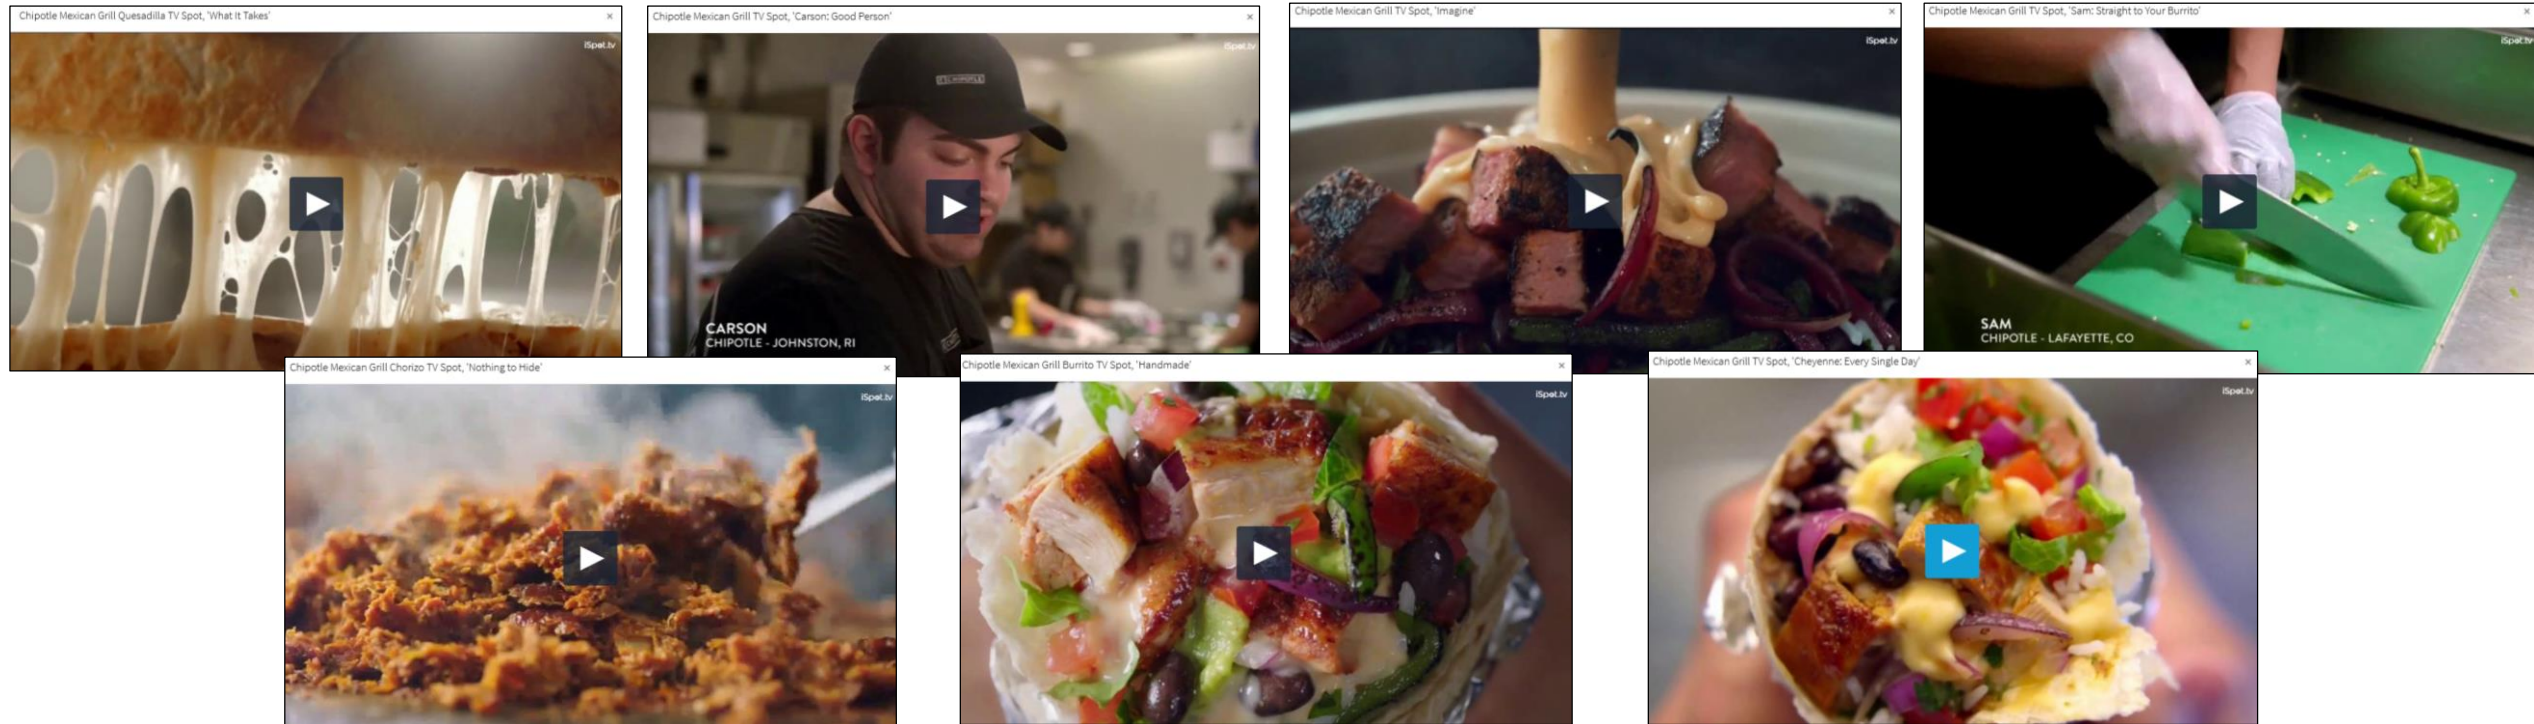 Chipotle Mexican Grill Quesadilla TV Spot, 'What It Takes'
iSpot.tv
Chipotle Mexican Grill TV Spot, 'Carson: Good Person'
iSpot.tv
CHIPOTLE
CARSON
CHIPOTLE - JOHNSTON, RI
Chipotle Mexican Grill TV Spot, 'Imagine'
iSpot.tv
Chipotle Mexican Grill TV Spot, 'Sam: Straight to Your Burrito'
iSpot.tv
SAM
CHIPOTLE - LAFAYETTE, CO
Chipotle Mexican Grill Chorizo TV Spot, 'Nothing to Hide'
iSpot.tv
Chipotle Mexican Grill Burrito TV Spot, 'Handmade'
iSpot.tv
Chipotle Mexican Grill TV Spot, 'Cheyenne: Every Single Day'
iSpot.tv